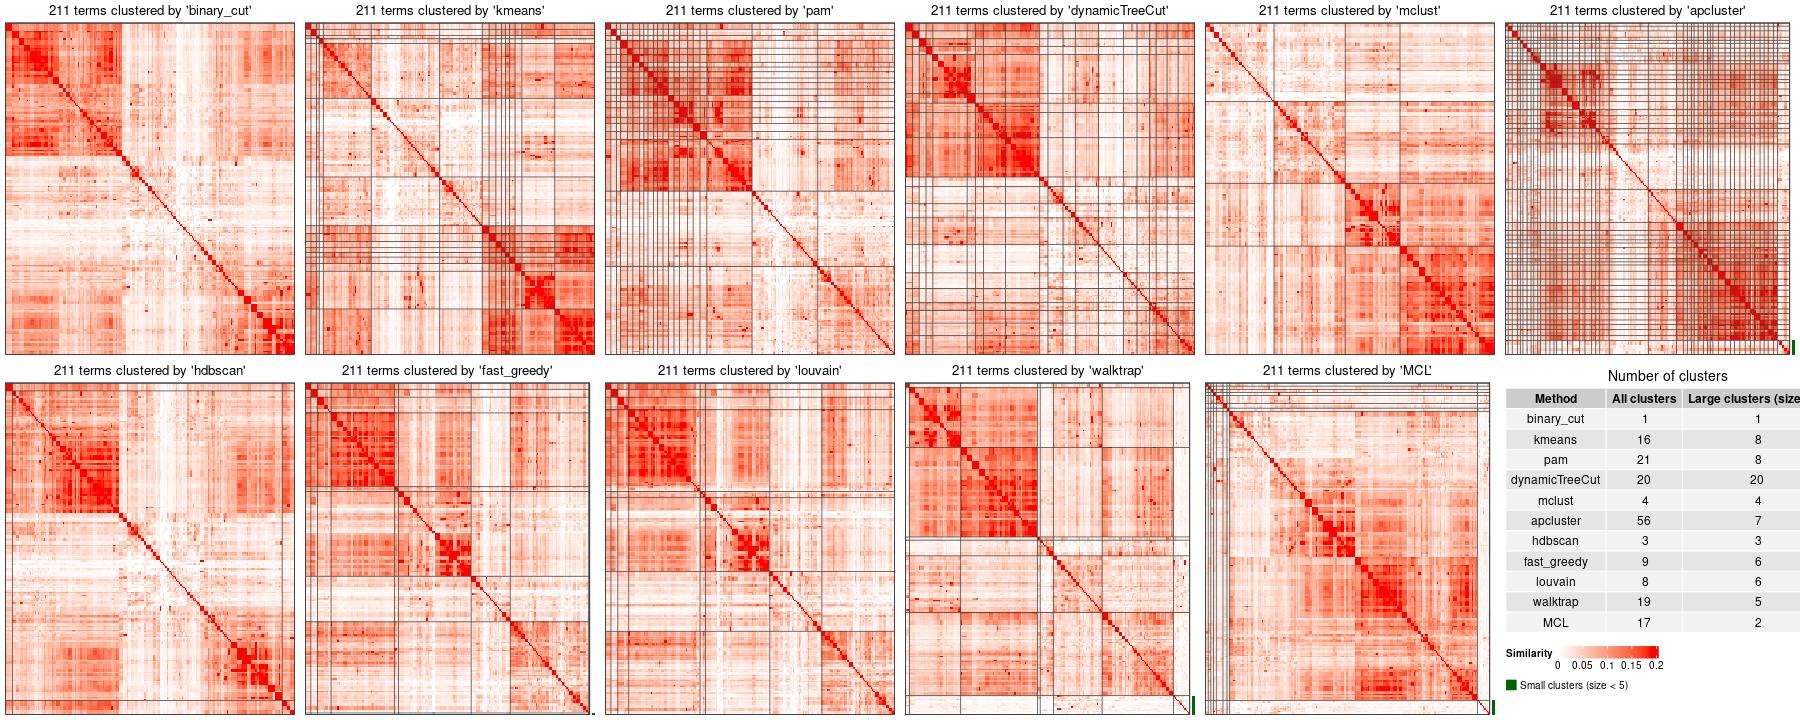 211 terms clustered by 'binary_cut'
211 terms clustered by 'kmeans'
211 terms clustered by 'pam'
211 terms clustered by 'dynamicTreeCut'
211 terms clustered by 'mclust'
211 terms clustered by 'apcluster'
211 terms clustered by 'hdbscan'
211 terms clustered by 'fast_greedy'
211 terms clustered by 'louvain'
211 terms clustered by 'walktrap'
211 terms clustered by 'MCL'
Number of clusters
Method All clusters Large clusters (size
binary_cut 1 1
kmeans 16 8
pam 21 8
dynamicTreeCut 20 20
mclust 4 4
apcluster 56 7
hdbscan 3 3
fast_greedy 9 6
louvain 8 6
walktrap 19 5
MCL 17 2
Similarity
0 0.05 0.1 0.15 0.2
Small clusters (size < 5)